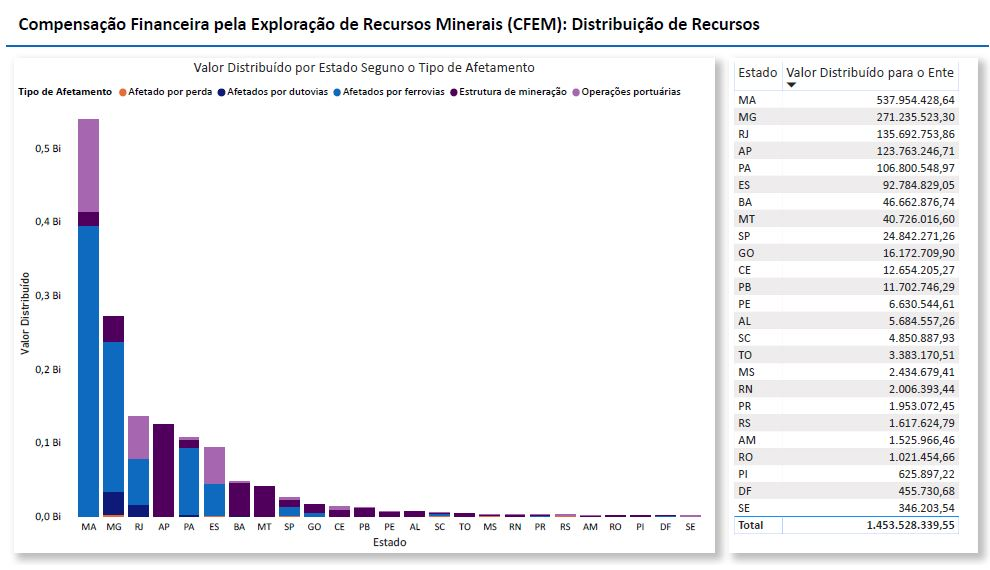 Compensação Financeira pela Exploração de Recursos Minerais (CFEM): Distribuição de Recursos
Valor Distribuído por Estado Seguno o Tipo de Afetamento
Tipo de Afetamento Afetado por perda Afetados por dutovias Afetados por ferrovias Estrutura de mineração Operações portuárias
0,5 Bi
0,4 Bi
0,3 Bi
0,2 Bi
0,1 Bi
0,0 Bi
Valor Distribuído
MA MG RJ AP PA ES BA MT SP GO CE PB PE AL SC TO MS RN PR RS AM RO PI DF SE
Estado
Estado Valor Distribuído para o Ente
MA 537.954.428,64
MG 271.235.523,30
RJ 135.692.753,86
AP 123.763.246,71
PA 106.800.548,97
ES 92.784.829,05
BA 46.662.876,74
MT 40.726.016,60
SP 24.842.271,26
GO 16.172.709,90
CE 12.654.205,27
PB 11.702.746,29
PE 6.630.544,61
AL 5.684.557,26
SC 4.850.887,93
TO 3.383.170,51
MS 2.434.679,41
RN 2.006.393,44
PR 1.953.072,45
RS 1.617.624,79
AM 1.525.966,46
RO 1.021.454,66
PI 625.897,22
DF 455.730,68
SE 346.203,54
Total 1.453.528.339,55